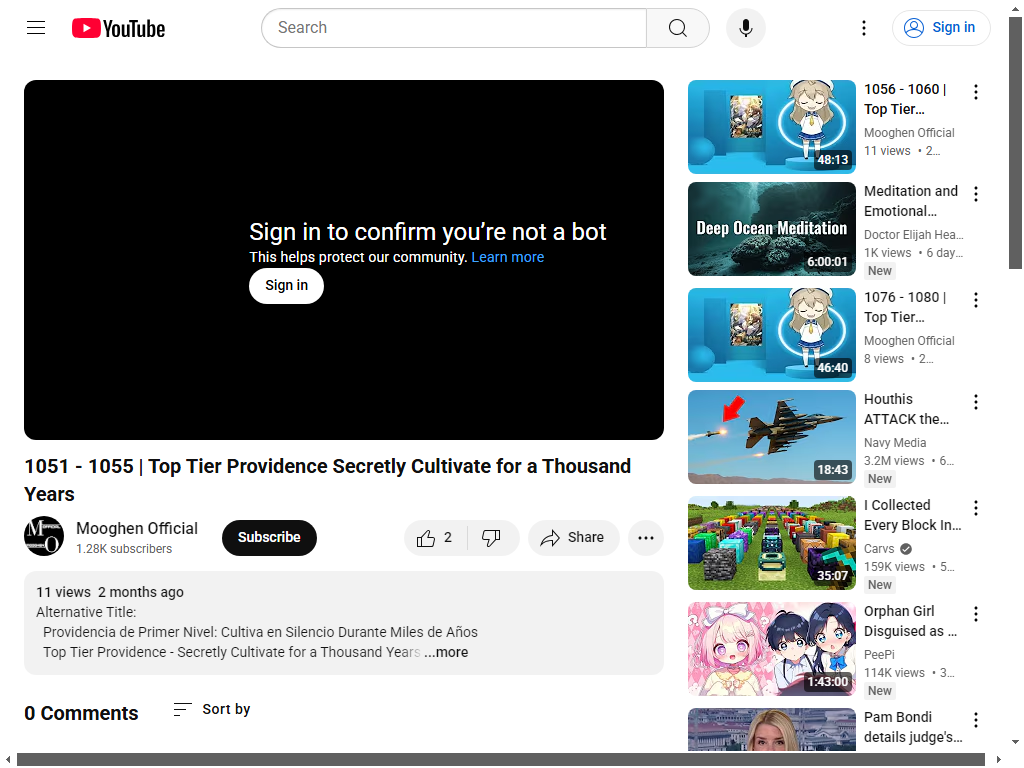 YouTube
Search
Sign in
Sign in to confirm you’re not a bot
This helps protect our community. Learn more
Sign in
1051 - 1055 | Top Tier Providence Secretly Cultivate for a Thousand
Years
Mooghen Official
1.28K subscribers
Subscribe
2
Share
11 views 2 months ago
Alternative Title:
Providencia de Primer Nivel: Cultiva en Silencio Durante Miles de Años
Top Tier Providence - Secretly Cultivate for a Thousand Years ...more
0 Comments
Sort by
48:13
1056 - 1060 |
Top Tier…
Mooghen Official
11 views • 2…
Deep Ocean Meditation
6:00:01
Meditation and
Emotional…
Doctor Elijah Hea…
1K views • 6 day…
New
46:40
1076 - 1080 |
Top Tier…
Mooghen Official
8 views • 2…
18:43
Houthis
ATTACK the…
Navy Media
3.2M views • 6…
New
35:07
I Collected
Every Block In…
Carvs
159K views • 5…
New
1:43:00
Orphan Girl
Disguised as …
PeePi
114K views • 3…
New
Pam Bondi
details judge's…